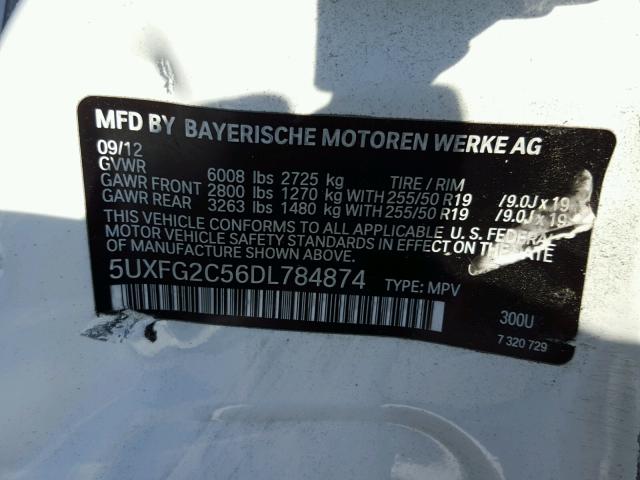 MFD BY BAYERISCHE MOTOREN WERKE AG
09/12
GVWR 6008 lbs 2725 kg TIRE / RIM
GAWR FRONT 2800 lbs 1270 kg WITH 255/50 R19 /9.0J x 19
GAWR REAR 3263 lbs 1480 kg WITH 255/50 R19 /9.0J x 19
THIS VEHICLE CONFORMS TO ALL APPLICABLE U.S. FEDERAL
MOTOR VEHICLE SAFETY STANDARDS IN EFFECT ON THE DATE
OF MANUFACTURE SHOWN ABOVE.
5UXFG2C56DL784874 TYPE: MPV
300U
7 320 729